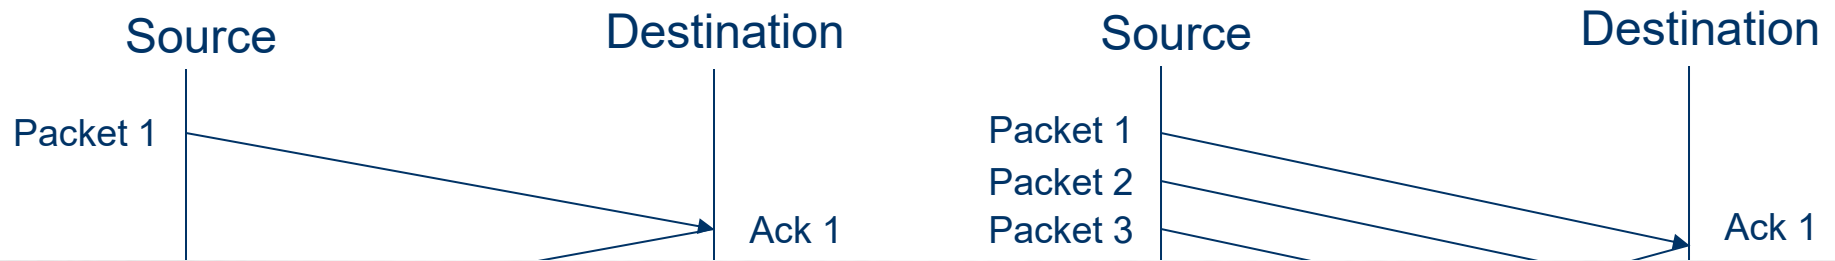 Source
Destination
Packet 1
Ack 1
Source
Destination
Packet 1
Packet 2
Packet 3
Ack 1